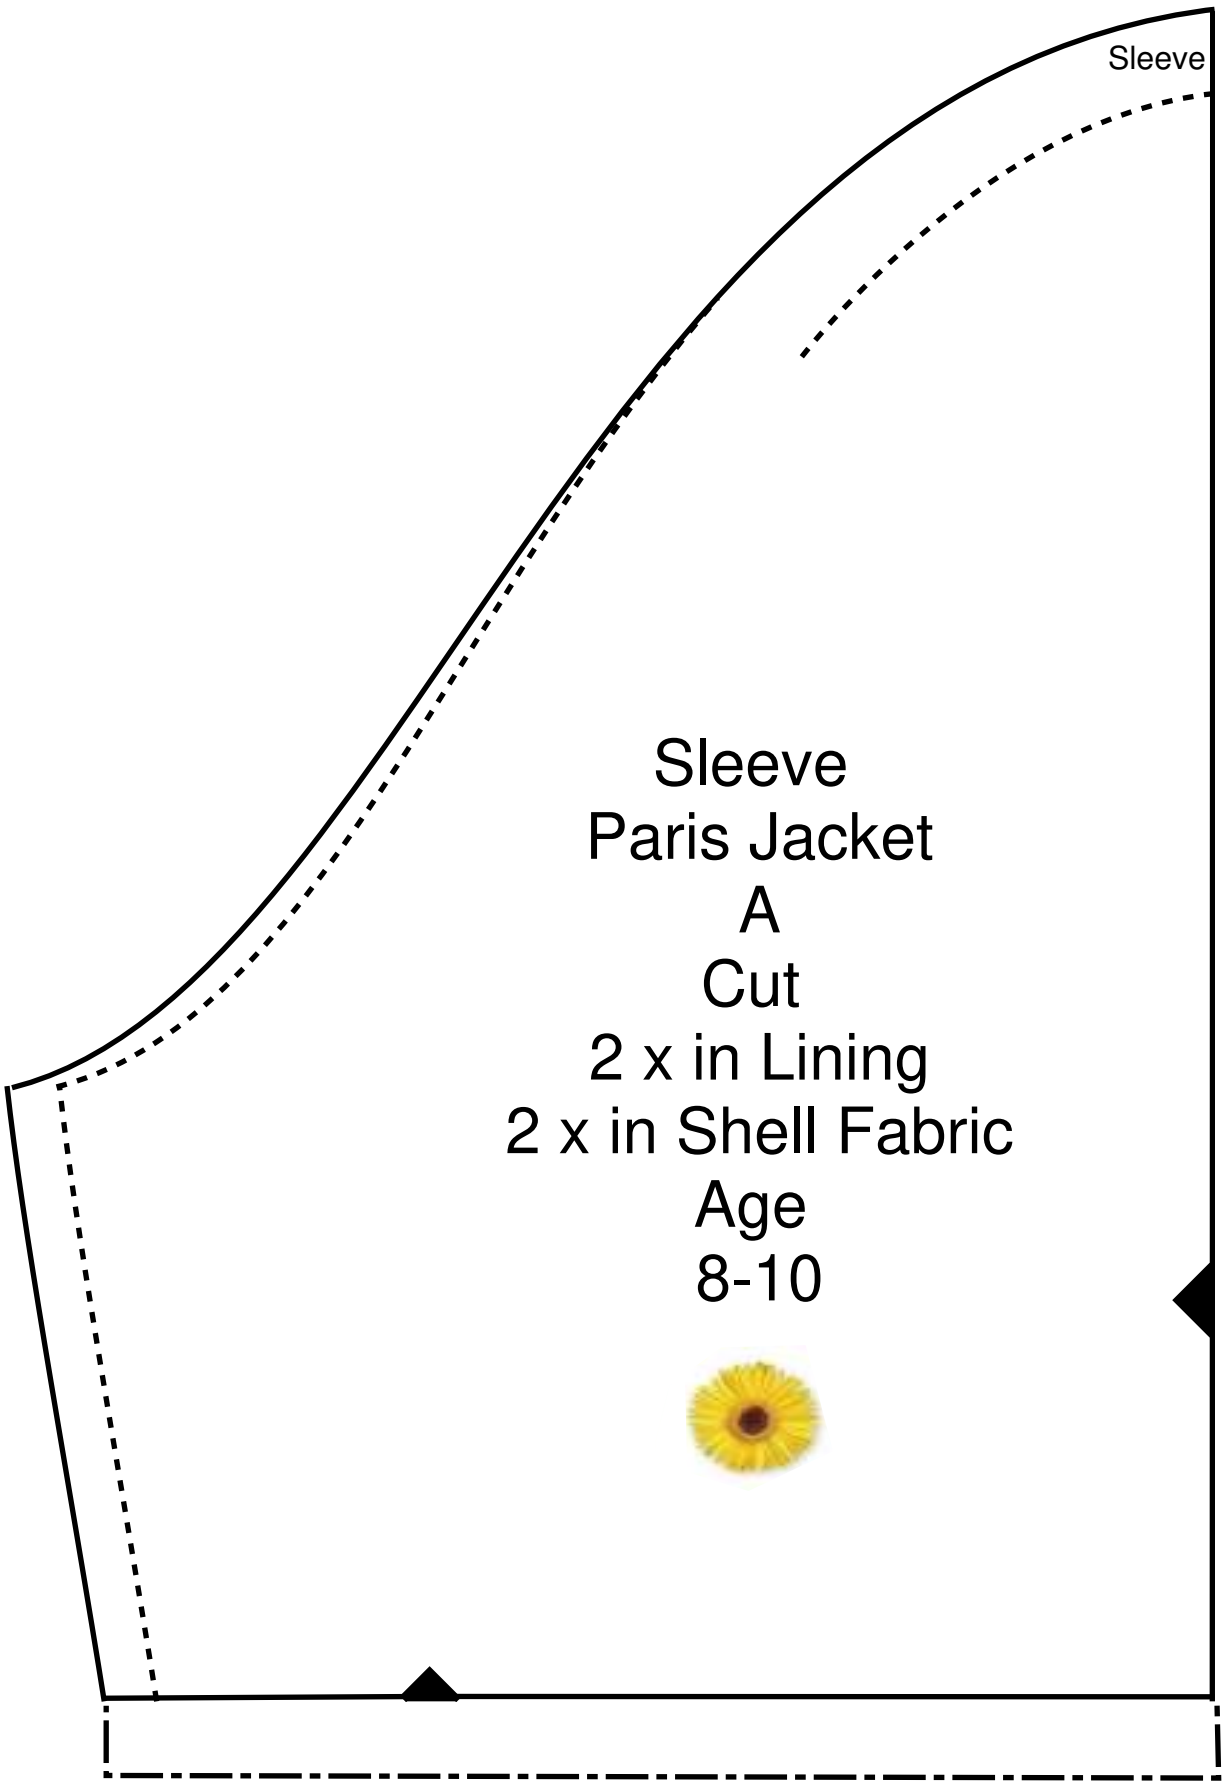 Sleeve
Sleeve
Paris Jacket
A
Cut
2 x in Lining
2 x in Shell Fabric
Age
8-10